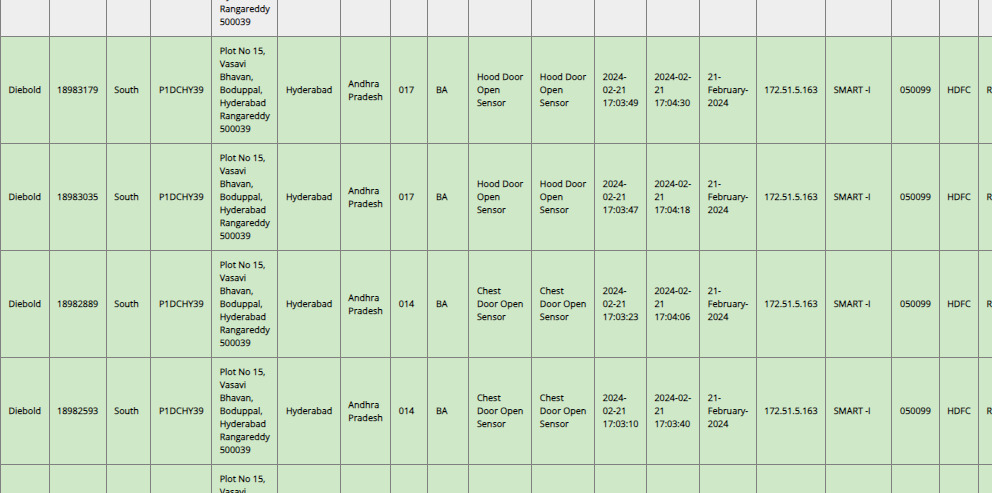 Rangareddy
500039
Diebold 18983179 South P1DCHY39 Plot No 15, Vasavi Bhavan, Boduppal, Hyderabad Rangareddy 500039 Hyderabad Andhra Pradesh 017 BA Hood Door Open Sensor Hood Door Open Sensor 2024-02-21 17:03:49 2024-02-21 17:04:30 21-February-2024 172.51.5.163 SMART -I 050099 HDFC R
Diebold 18983035 South P1DCHY39 Plot No 15, Vasavi Bhavan, Boduppal, Hyderabad Rangareddy 500039 Hyderabad Andhra Pradesh 017 BA Hood Door Open Sensor Hood Door Open Sensor 2024-02-21 17:03:47 2024-02-21 17:04:18 21-February-2024 172.51.5.163 SMART -I 050099 HDFC R
Diebold 18982889 South P1DCHY39 Plot No 15, Vasavi Bhavan, Boduppal, Hyderabad Rangareddy 500039 Hyderabad Andhra Pradesh 014 BA Chest Door Open Sensor Chest Door Open Sensor 2024-02-21 17:03:23 2024-02-21 17:04:06 21-February-2024 172.51.5.163 SMART -I 050099 HDFC R
Diebold 18982593 South P1DCHY39 Plot No 15, Vasavi Bhavan, Boduppal, Hyderabad Rangareddy 500039 Hyderabad Andhra Pradesh 014 BA Chest Door Open Sensor Chest Door Open Sensor 2024-02-21 17:03:10 2024-02-21 17:03:40 21-February-2024 172.51.5.163 SMART -I 050099 HDFC R
Plot No 15,
Vasavi